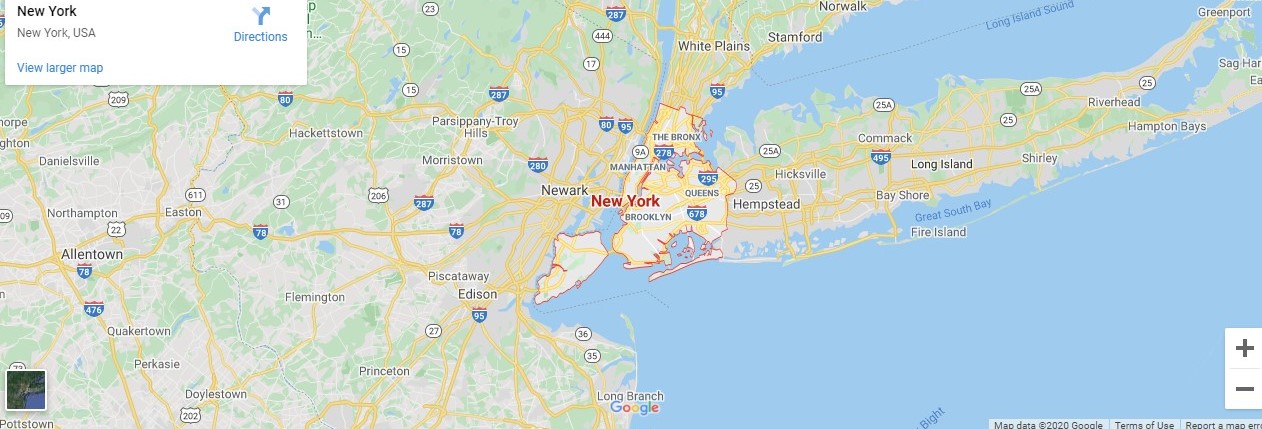 New York
New York, USA
Directions
View larger map
23
287
Norwalk
Long Island Sound
Greenport
444
White Plains
Stamford
15
17
Sag Har
209
80
15
287
95
25A
25
Riverhead
25A
Hackettstown
Parsippany-Troy
Hills
80
95
THE BRONX
25
Hampton Bays
Commack
Danielsville
Morristown
280
9A
278
25A
495
Long Island
Shirley
MANHATTAN
Hicksville
611
206
Newark
295
25
Bay Shore
31
287
New York
QUEENS
Hempstead
Great South Bay
Northampton
Easton
BROOKLYN
678
Fire Island
22
78
78
Allentown
78
Piscataway
Edison
Flemington
476
95
Quakertown
27
36
35
Perkasie
Princeton
Doylestown
Long Branch
Google
202
Pottstown
Bight
Map data ©2020 Google
Terms of Use
Report a map erro